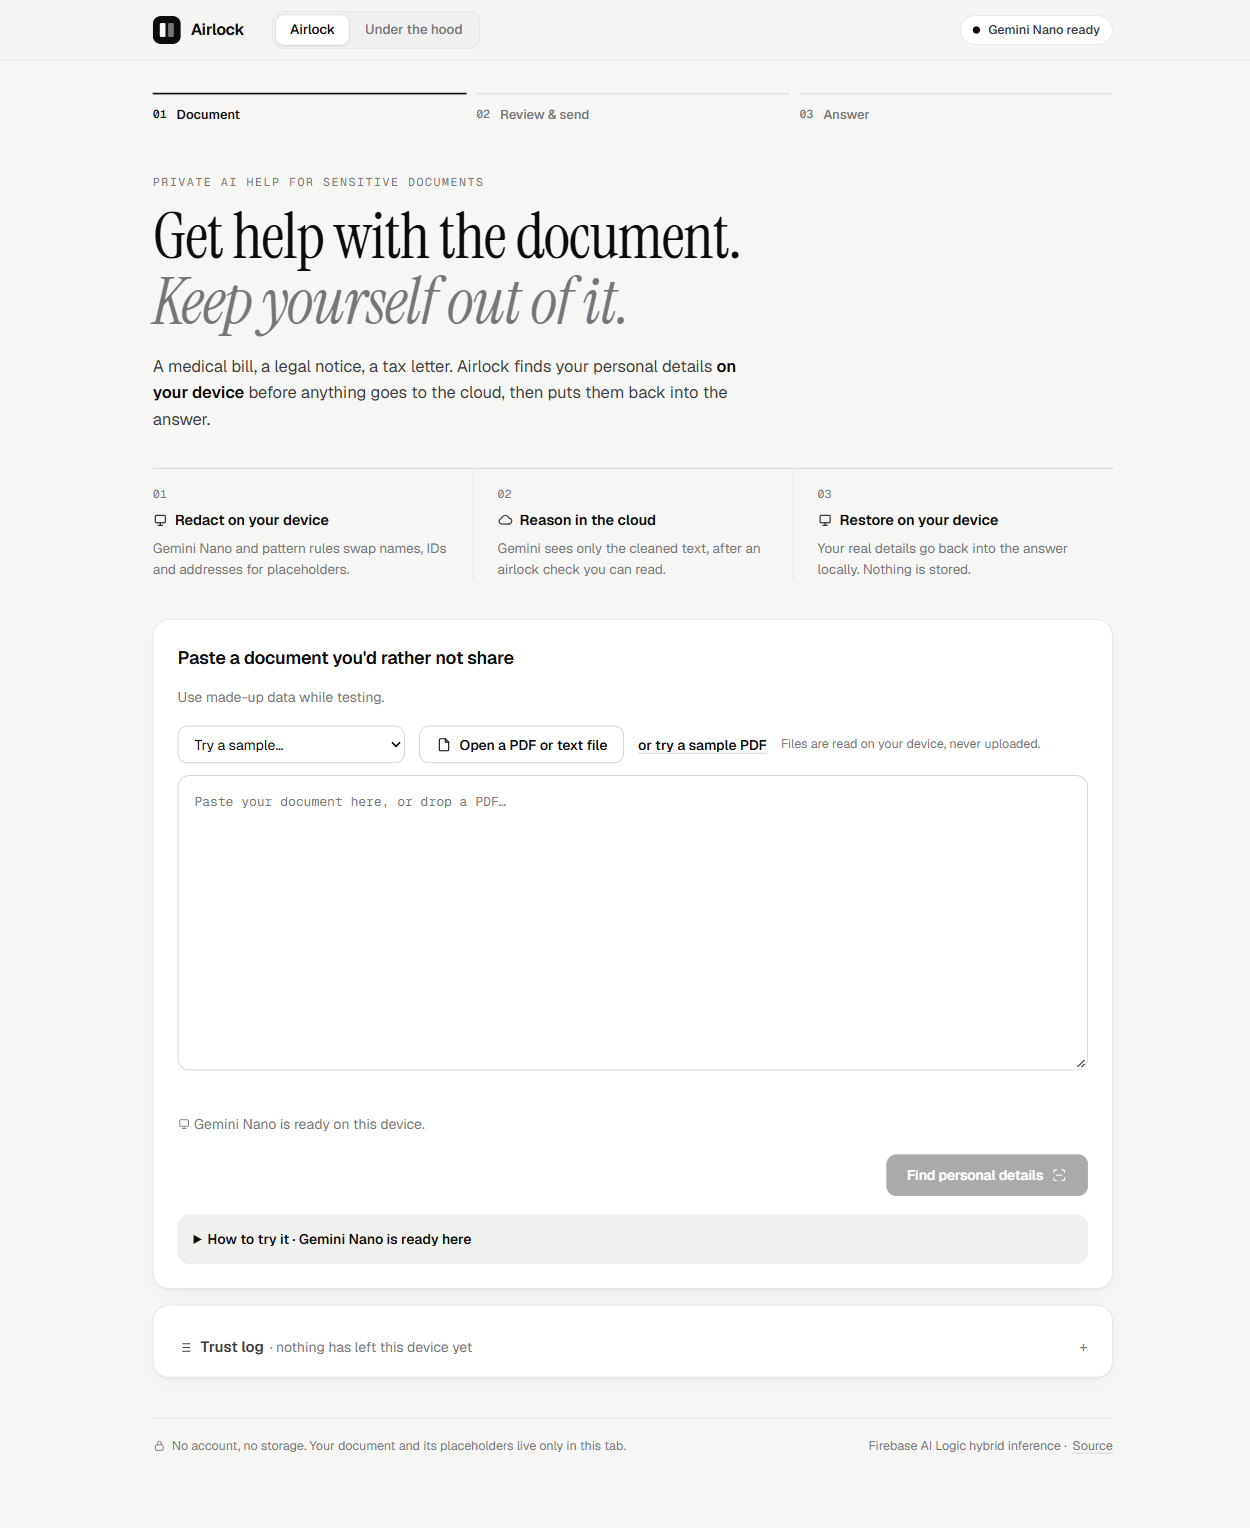 Airlock
Airlock
Under the hood
Gemini Nano ready
01 Document
02 Review & send
03 Answer
PRIVATE AI HELP FOR SENSITIVE DOCUMENTS
Get help with the document.
Keep yourself out of it.
A medical bill, a legal notice, a tax letter. Airlock finds your personal details on
your device before anything goes to the cloud, then puts them back into the
answer.
01
Redact on your device
Gemini Nano and pattern rules swap names, IDs
and addresses for placeholders.
02
Reason in the cloud
Gemini sees only the cleaned text, after an
airlock check you can read.
03
Restore on your device
Your real details go back into the answer
locally. Nothing is stored.
Paste a document you'd rather not share
Use made-up data while testing.
Try a sample…
Open a PDF or text file
or try a sample PDF
Files are read on your device, never uploaded.
Paste your document here, or drop a PDF…
Gemini Nano is ready on this device.
Find personal details
How to try it · Gemini Nano is ready here
Trust log · nothing has left this device yet
+
No account, no storage. Your document and its placeholders live only in this tab.
Firebase AI Logic hybrid inference · Source